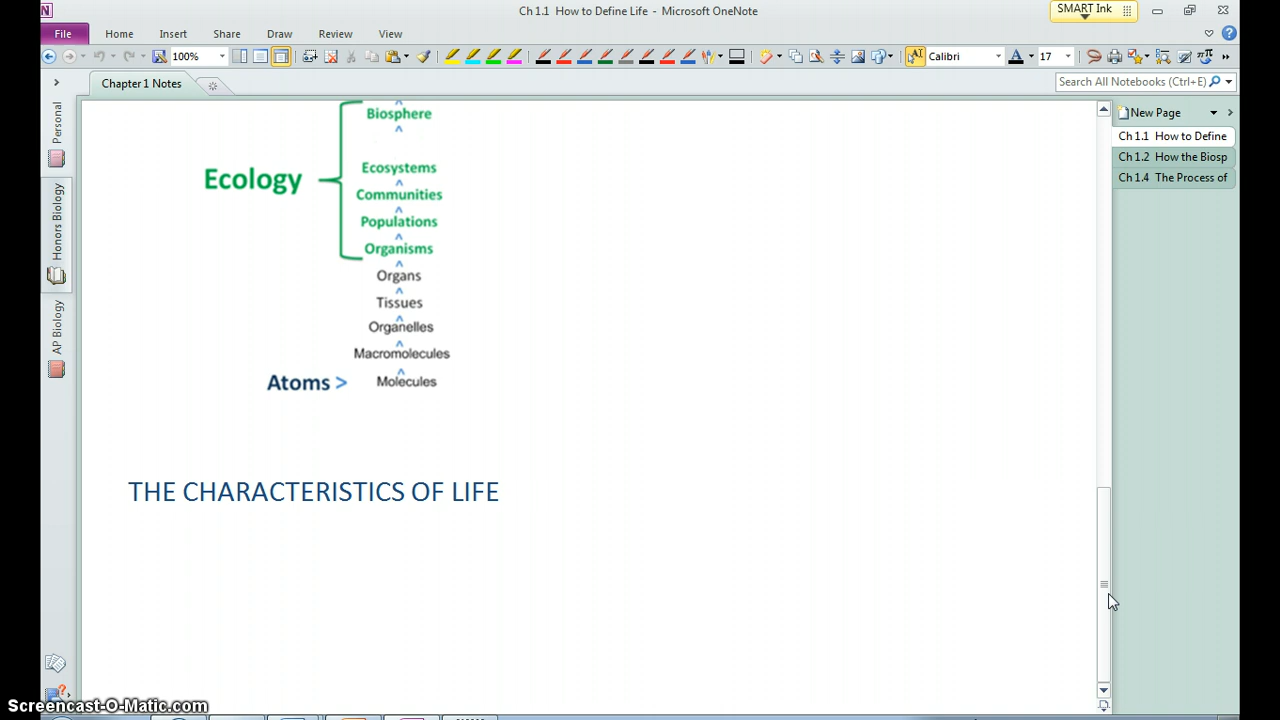 Ch 1.1 How to Define Life - Microsoft OneNote
SMART Ink
File Home Insert Share Draw Review View
100% Calibri 17
Chapter 1 Notes
Search All Notebooks (Ctrl+E)
Personal
Honors Biology
AP Biology
New Page
Ch 1.1 How to Define
Ch 1.2 How the Biosp
Ch 1.4 The Process of
Biosphere
^
Ecology
Ecosystems
^
Communities
^
Populations
^
Organisms
^
Organs
^
Tissues
^
Organelles
^
Macromolecules
^
Atoms > Molecules
THE CHARACTERISTICS OF LIFE
Screencast-O-Matic.com